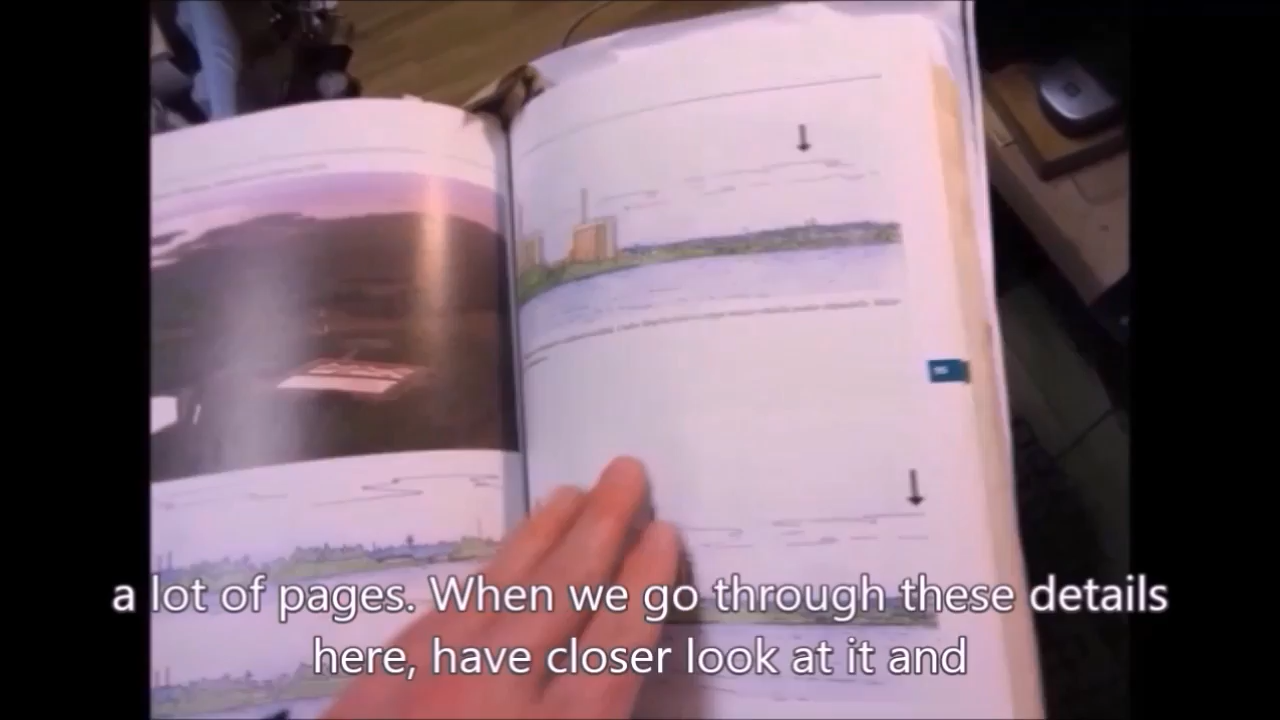 a lot of pages. When we go through these details
here, have closer look at it and